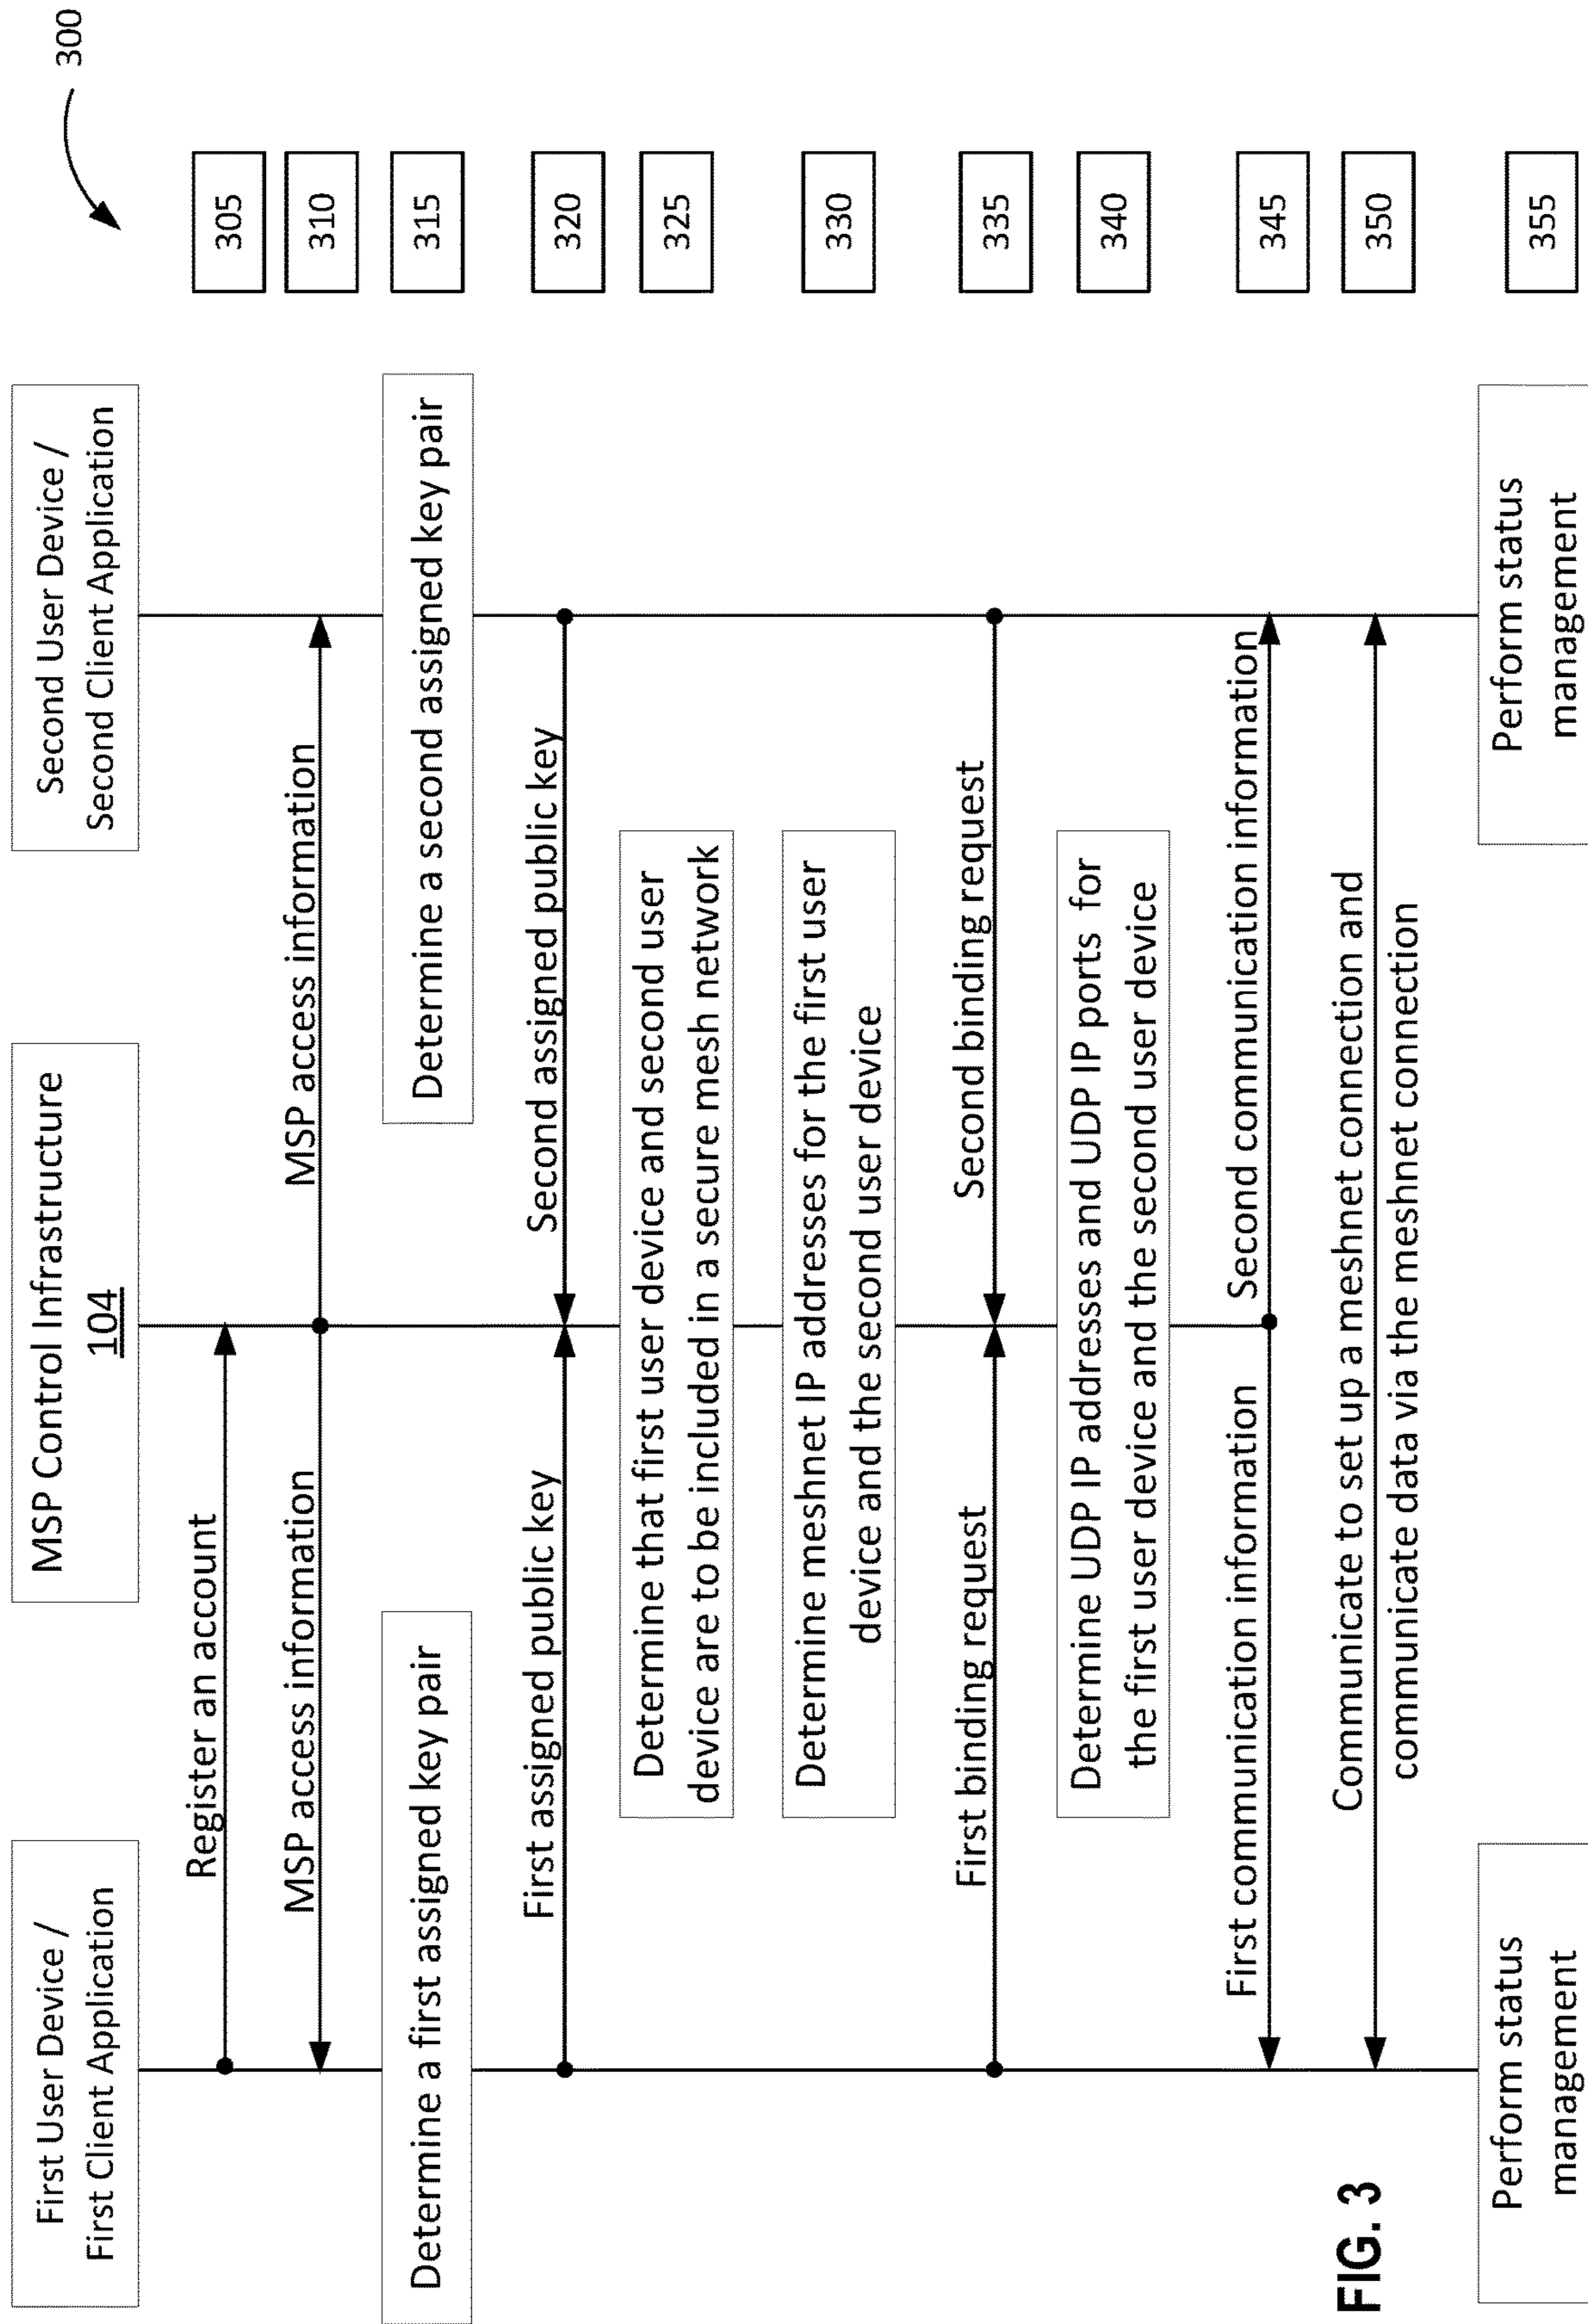 300
First User Device /
First Client Application
MSP Control Infrastructure
104
Second User Device /
Second Client Application
Register an account
305
MSP access information
MSP access information
310
Determine a first assigned key pair
Determine a second assigned key pair
315
First assigned public key
Second assigned public key
320
Determine that first user device and second user
device are to be included in a secure mesh network
325
Determine meshnet IP addresses for the first user
device and the second user device
330
First binding request
Second binding request
335
Determine UDP IP addresses and UDP IP ports for
the first user device and the second user device
340
First communication information
Second communication information
345
Communicate to set up a meshnet connection and
communicate data via the meshnet connection
350
Perform status
management
Perform status
management
355
FIG. 3